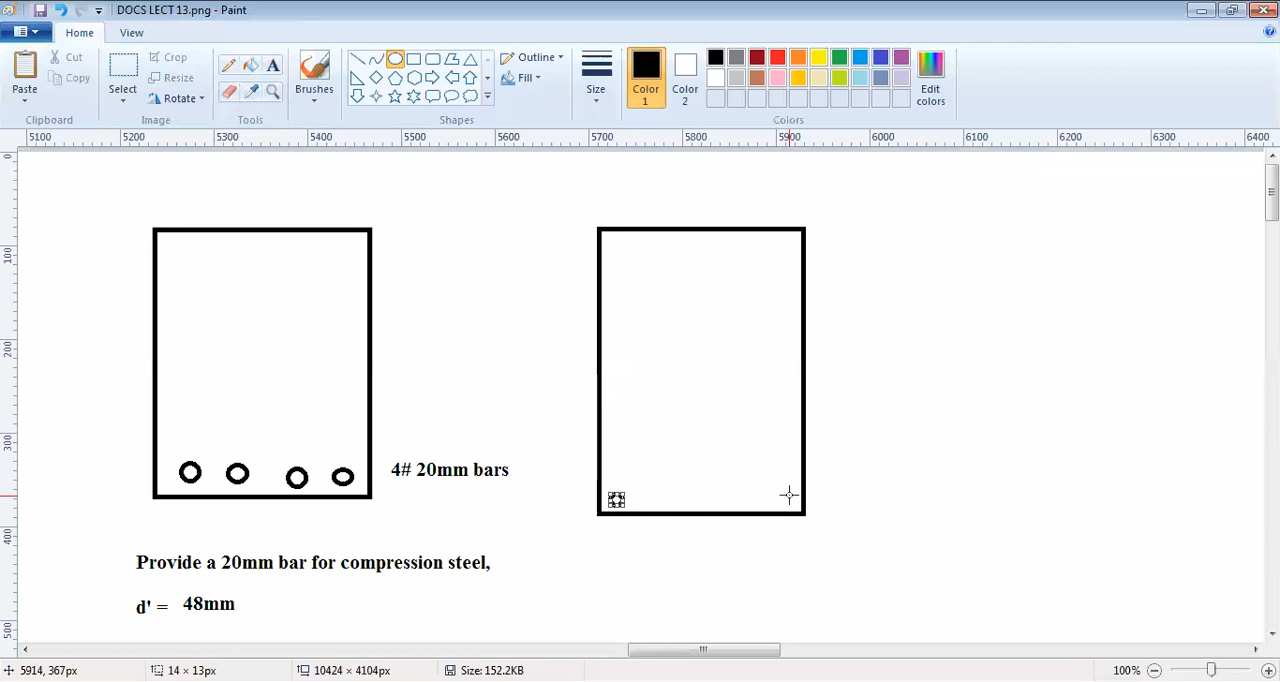 DOCS LECT 13.png - Paint
Home View
Paste Cut Copy Select Crop Resize Rotate Brushes Outline Fill Size Color 1 Color 2 Edit colors
Clipboard Image Tools Shapes Colors
5100 5200 5300 5400 5500 5600 5700 5800 5900 6000 6100 6200 6300 6400
0
100
200
300
400
500
4# 20mm bars
Provide a 20mm bar for compression steel,
d' = 48mm
5914, 367px 14 × 13px 10424 × 4104px Size: 152.2KB 100%